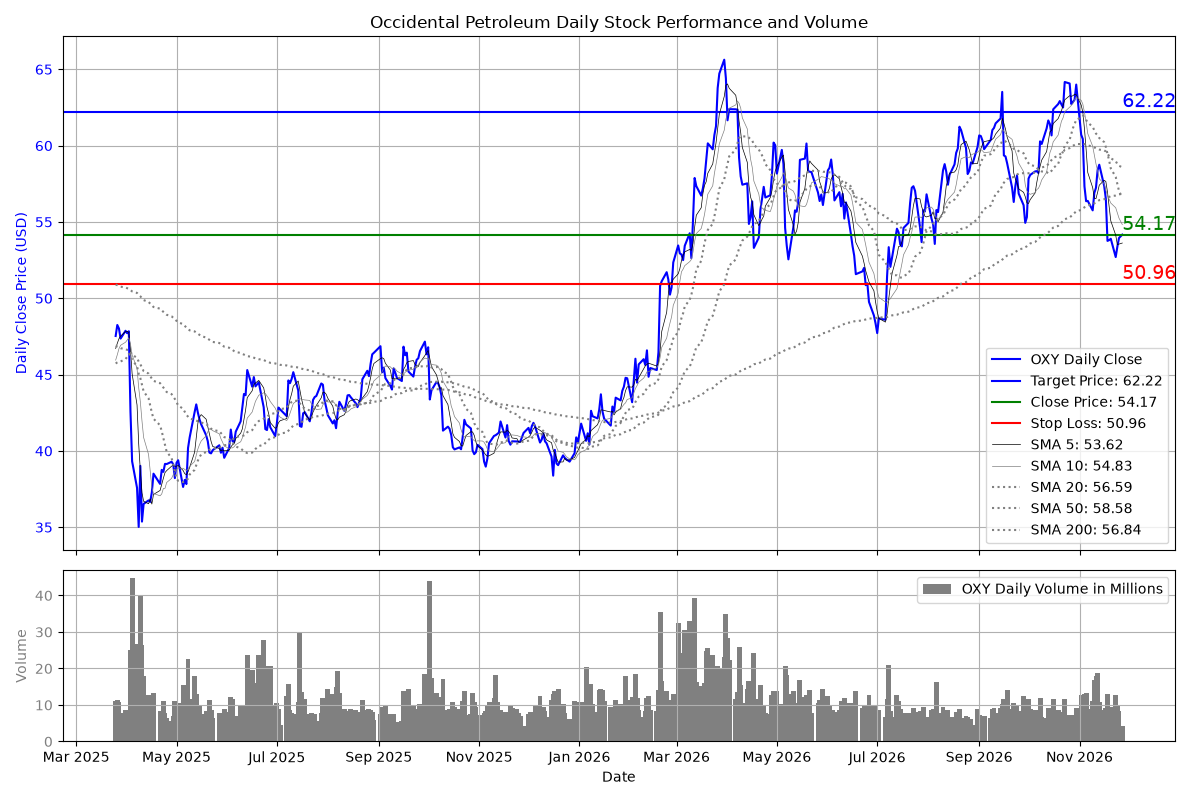 Occidental Petroleum Daily Stock Performance and Volume
Daily Close Price (USD)
65
60
55
50
45
40
35
62.22
54.17
50.96
OXY Daily Close
Target Price: 62.22
Close Price: 54.17
Stop Loss: 50.96
SMA 5: 53.62
SMA 10: 54.83
SMA 20: 56.59
SMA 50: 58.58
SMA 200: 56.84
Volume
40
30
20
10
0
OXY Daily Volume in Millions
Mar 2025 May 2025 Jul 2025 Sep 2025 Nov 2025 Jan 2026 Mar 2026 May 2026 Jul 2026 Sep 2026 Nov 2026
Date